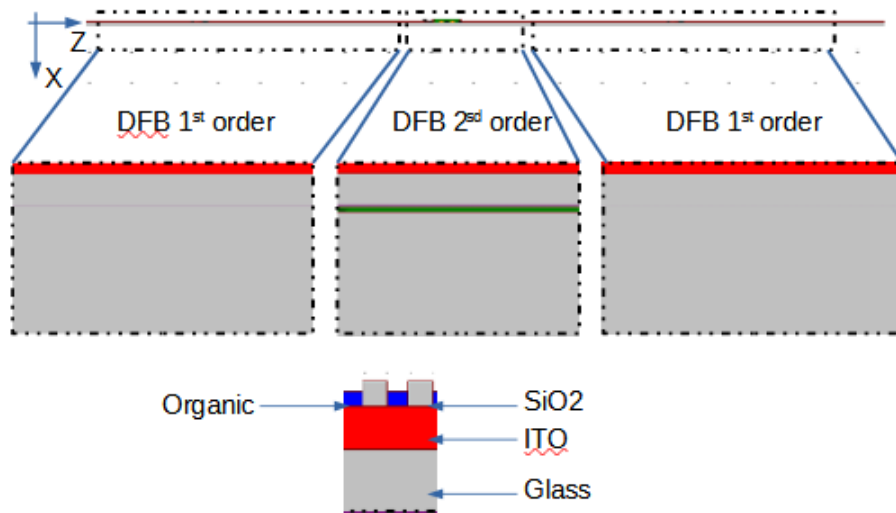 Z
X
DFB 1st order
DFB 2sd order
DFB 1st order
Organic
SiO2
ITO
Glass